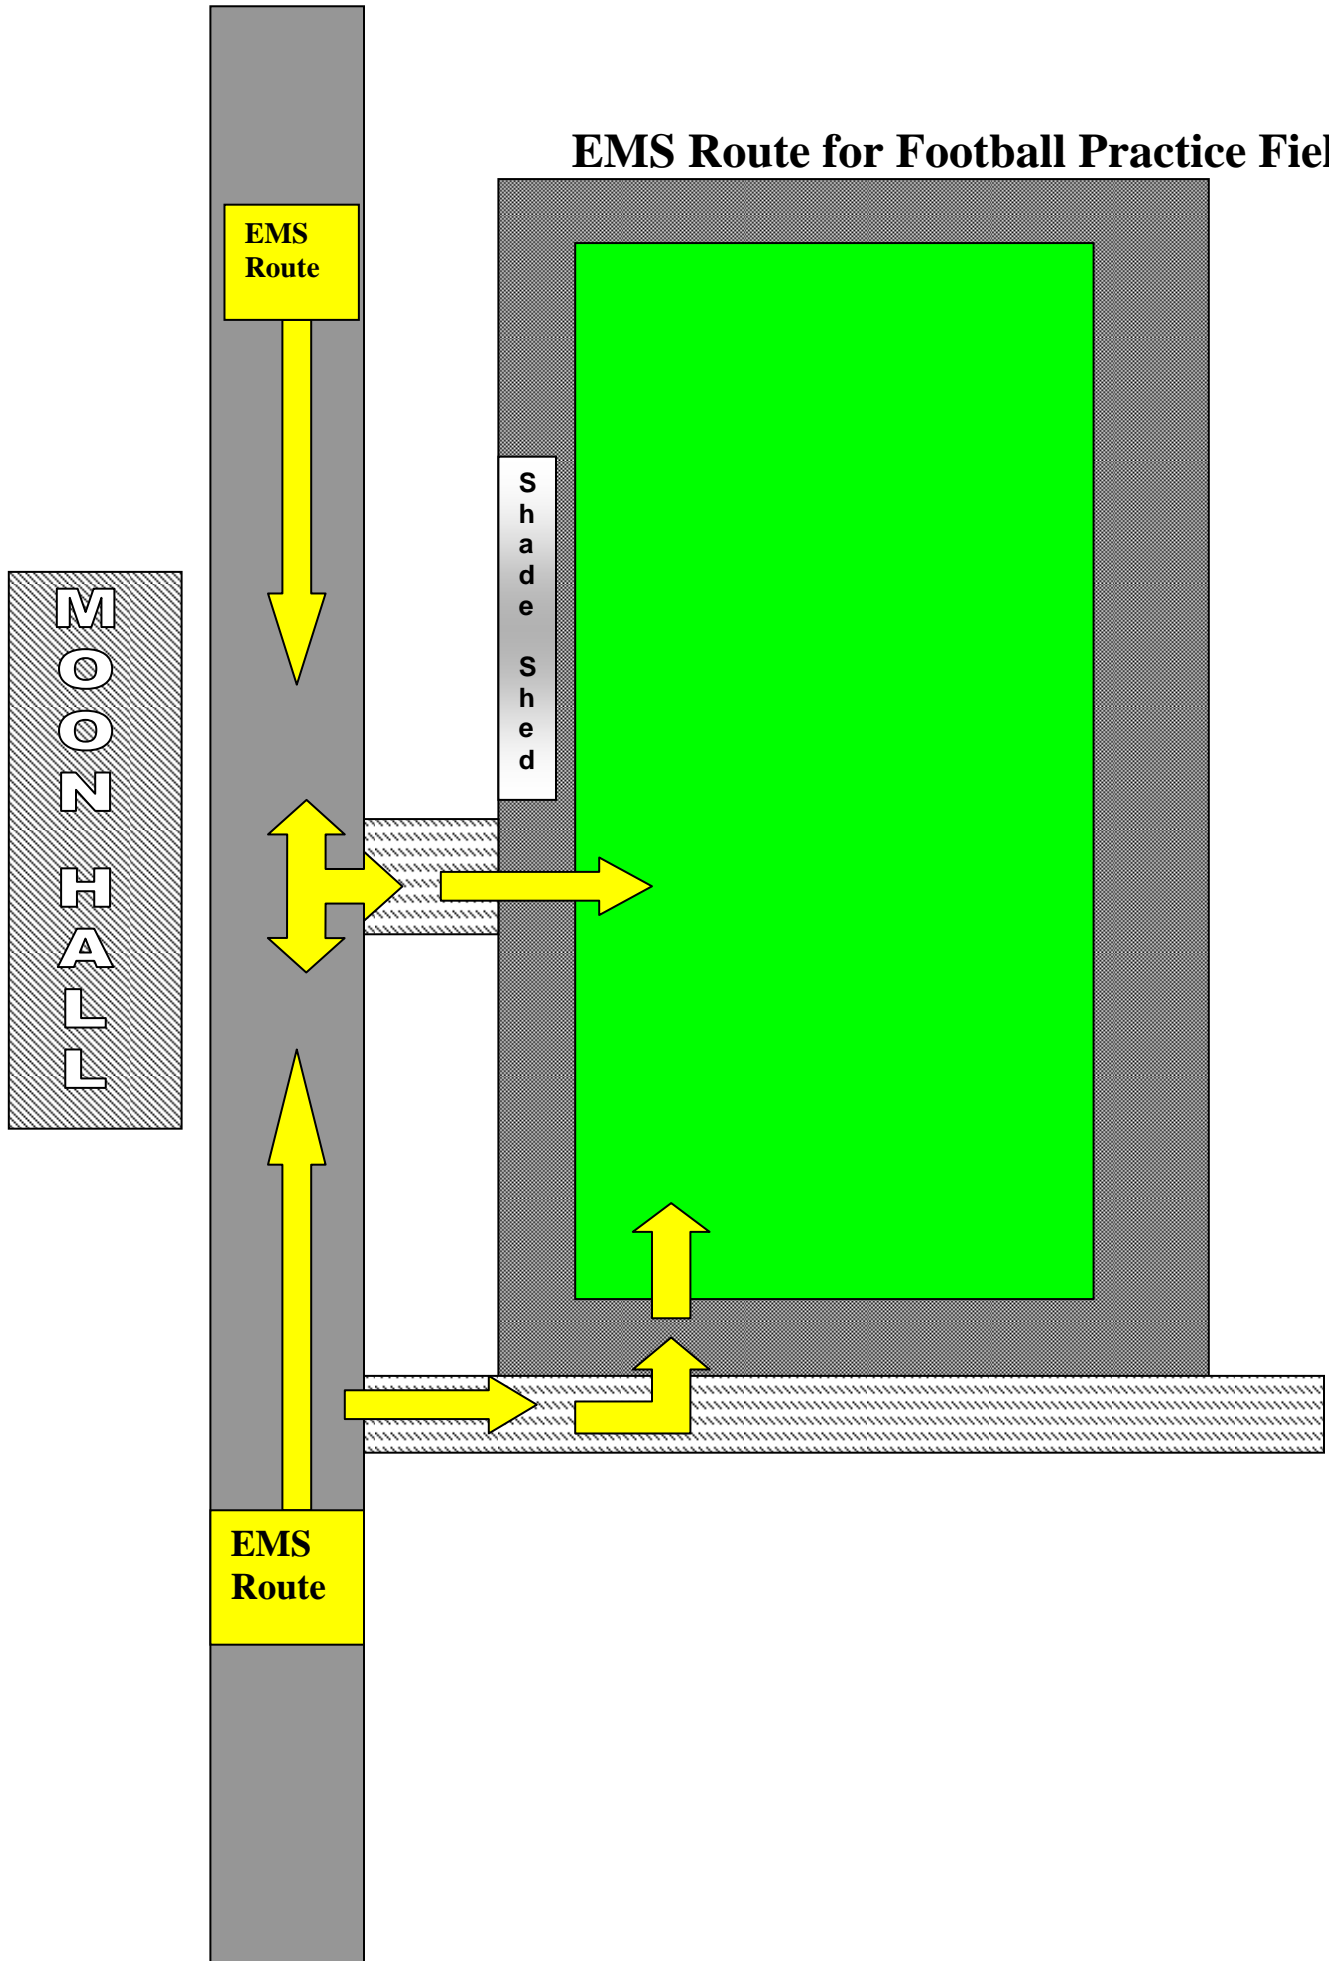 EMS Route for Football Practice Fiel
EMS
Route
Shade Shed
MOON HALL
EMS
Route